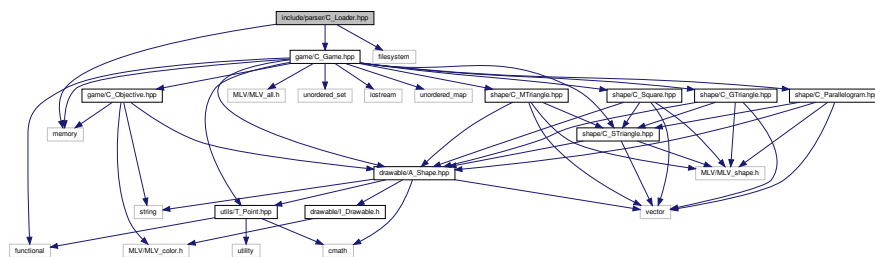 include/parser/C_Loader.hpp
game/C_Game.hpp
filesystem
game/C_Objective.hpp
MLV/MLV_all.h
unordered_set
iostream
unordered_map
shape/C_MTriangle.hpp
shape/C_Square.hpp
shape/C_GTriangle.hpp
shape/C_Parallelogram.hpp
memory
shape/C_STriangle.hpp
drawable/A_Shape.hpp
MLV/MLV_shape.h
string
utils/T_Point.hpp
drawable/I_Drawable.h
vector
functional
MLV/MLV_color.h
utility
cmath